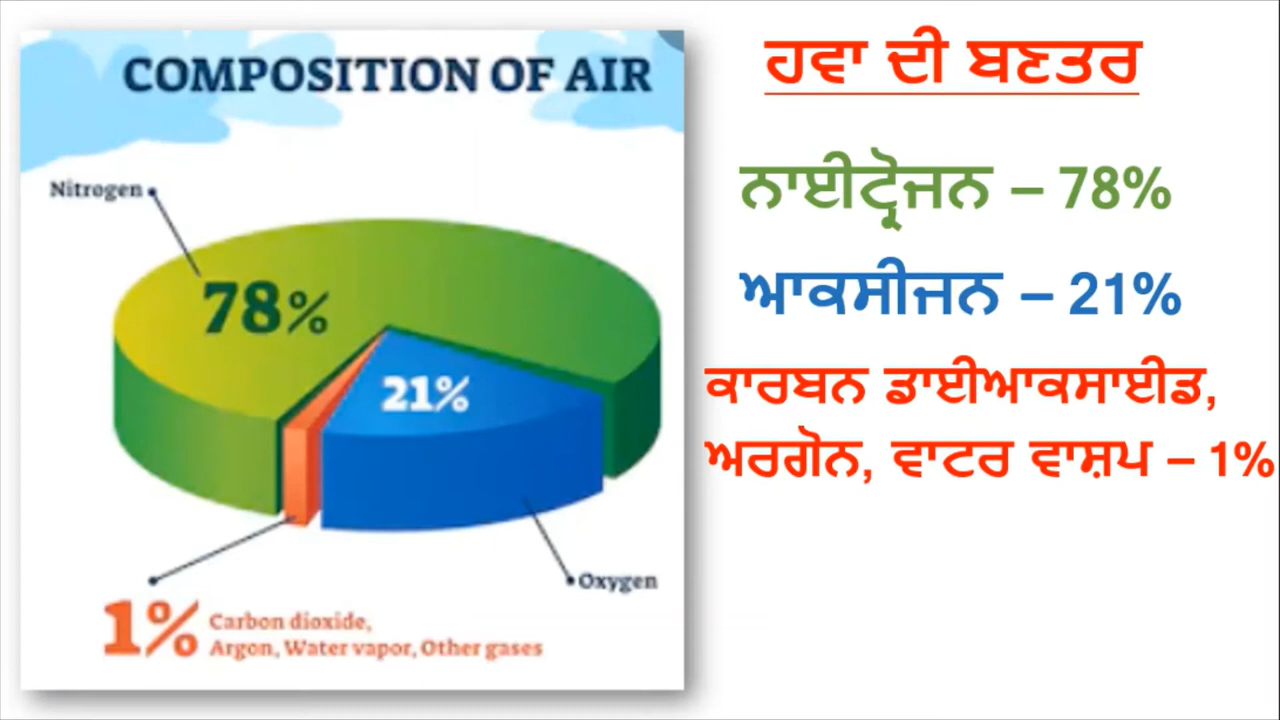 COMPOSITION OF AIR
Nitrogen
78%
21%
Oxygen
1%
Carbon dioxide,
Argon, Water vapor, Other gases
ਹਵਾ ਦੀ ਬਣਤਰ
ਨਾਈਟ੍ਰੋਜਨ – 78%
ਆਕਸੀਜਨ – 21%
ਕਾਰਬਨ ਡਾਈਆਕਸਾਈਡ,
ਅਰਗੋਨ, ਵਾਟਰ ਵਾਸ਼ਪ – 1%